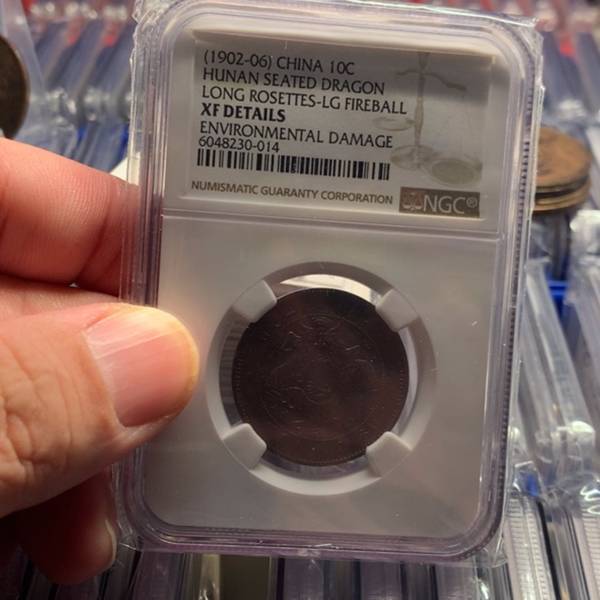 (1902-06) CHINA 10C
HUNAN SEATED DRAGON
LONG ROSETTES-LG FIREBALL
XF DETAILS
ENVIRONMENTAL DAMAGE
6048230-014
NUMISMATIC GUARANTY CORPORATION NGC®